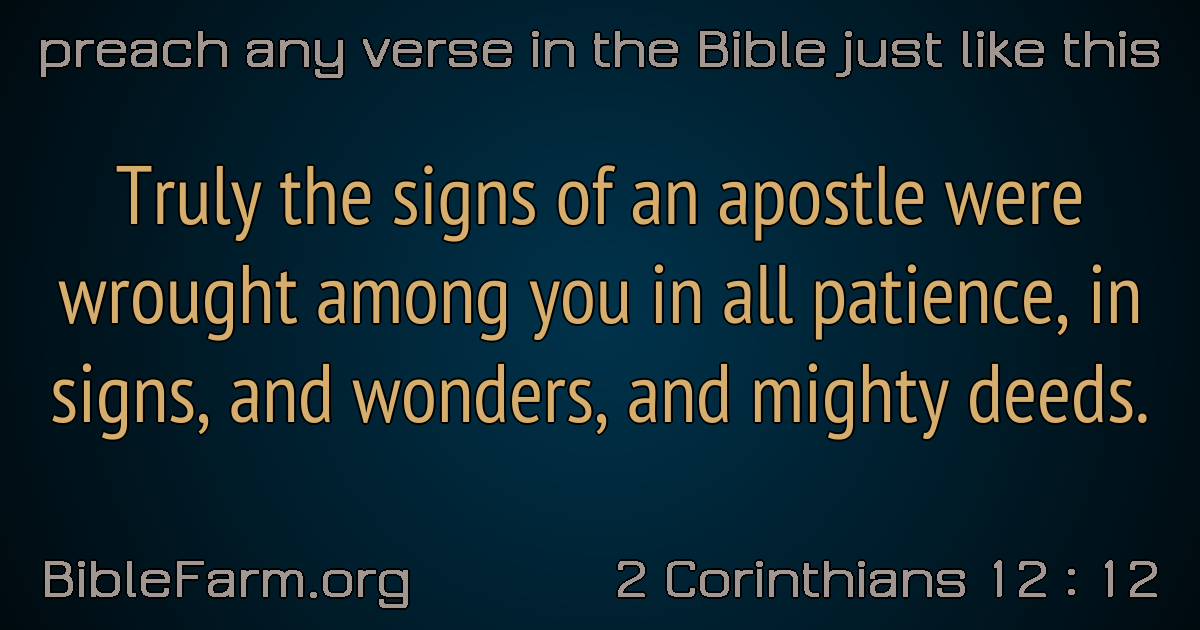 preach any verse in the Bible just like this
Truly the signs of an apostle were
wrought among you in all patience, in
signs, and wonders, and mighty deeds.
BibleFarm.org
2 Corinthians 12 : 12